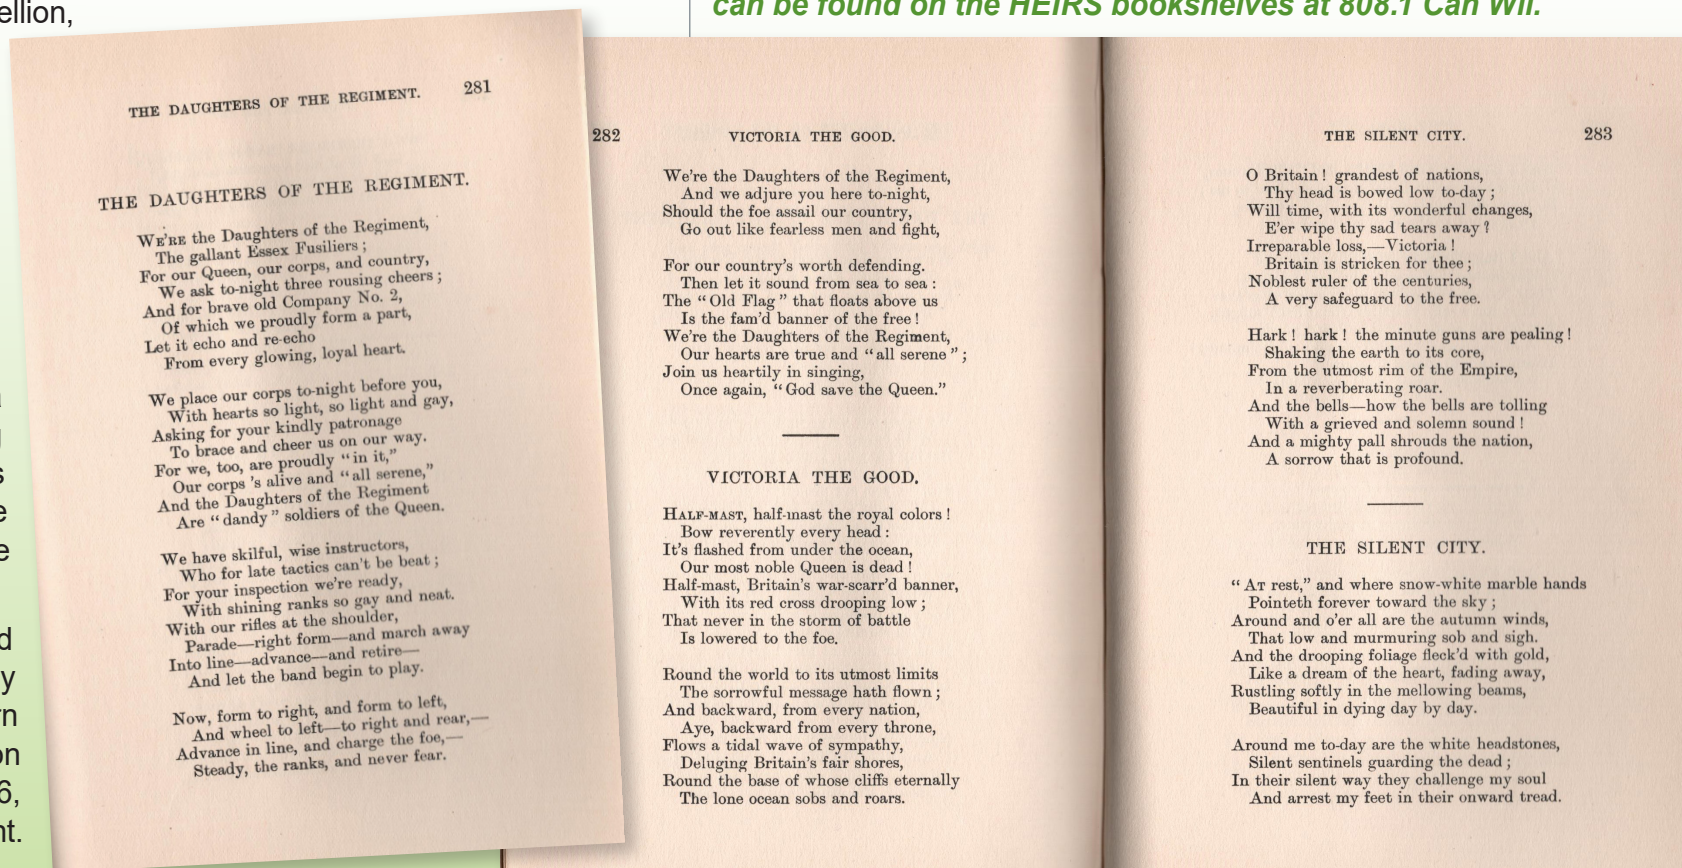 ellion,
can be found on the HEIRS bookshelves at 808.1 Can Wil.
THE DAUGHTERS OF THE REGIMENT. 281
THE DAUGHTERS OF THE REGIMENT.
WE'RE the Daughters of the Regiment,
The gallant Essex Fusiliers ;
For our Queen, our corps, and country,
We ask to-night three rousing cheers ;
And for brave old Company No. 2,
Of which we proudly form a part,
Let it echo and re-echo
From every glowing, loyal heart.
We place our corps to-night before you,
With hearts so light, so light and gay,
Asking for your kindly patronage
To brace and cheer us on our way.
For we, too, are proudly "in it,"
Our corps 's alive and "all serene,"
And the Daughters of the Regiment
Are "dandy" soldiers of the Queen.
We have skilful, wise instructors,
Who for late tactics can't be beat ;
For your inspection we're ready,
With shining ranks so gay and neat.
With our rifles at the shoulder,
Parade—right form—and march away
Into line—advance—and retire—
And let the band begin to play.
Now, form to right, and form to left,
And wheel to left—to right and rear,—
Advance in line, and charge the foe,—
Steady, the ranks, and never fear.
s
e
e
d
y
rn
on
6,
nt.
282 VICTORIA THE GOOD.
We're the Daughters of the Regiment,
And we adjure you here to-night,
Should the foe assail our country,
Go out like fearless men and fight,
For our country's worth defending.
Then let it sound from sea to sea :
The "Old Flag" that floats above us
Is the fam'd banner of the free !
We're the Daughters of the Regiment,
Our hearts are true and "all serene" ;
Join us heartily in singing,
Once again, "God save the Queen."
VICTORIA THE GOOD.
HALF-MAST, half-mast the royal colors !
Bow reverently every head :
It's flashed from under the ocean,
Our most noble Queen is dead !
Half-mast, Britain's war-scarr'd banner,
With its red cross drooping low ;
That never in the storm of battle
Is lowered to the foe.
Round the world to its utmost limits
The sorrowful message hath flown ;
And backward, from every nation,
Aye, backward from every throne,
Flows a tidal wave of sympathy,
Deluging Britain's fair shores,
Round the base of whose cliffs eternally
The lone ocean sobs and roars.
THE SILENT CITY. 283
O Britain ! grandest of nations,
Thy head is bowed low to-day ;
Will time, with its wonderful changes,
E'er wipe thy sad tears away ?
Irreparable loss,—Victoria !
Britain is stricken for thee ;
Noblest ruler of the centuries,
A very safeguard to the free.
Hark ! hark ! the minute guns are pealing !
Shaking the earth to its core,
From the utmost rim of the Empire,
In a reverberating roar.
And the bells—how the bells are tolling
With a grieved and solemn sound !
And a mighty pall shrouds the nation,
A sorrow that is profound.
THE SILENT CITY.
"AT rest," and where snow-white marble hands
Pointeth forever toward the sky ;
Around and o'er all are the autumn winds,
That low and murmuring sob and sigh.
And the drooping foliage fleck'd with gold,
Like a dream of the heart, fading away,
Rustling softly in the mellowing beams,
Beautiful in dying day by day.
Around me to-day are the white headstones,
Silent sentinels guarding the dead ;
In their silent way they challenge my soul
And arrest my feet in their onward tread.